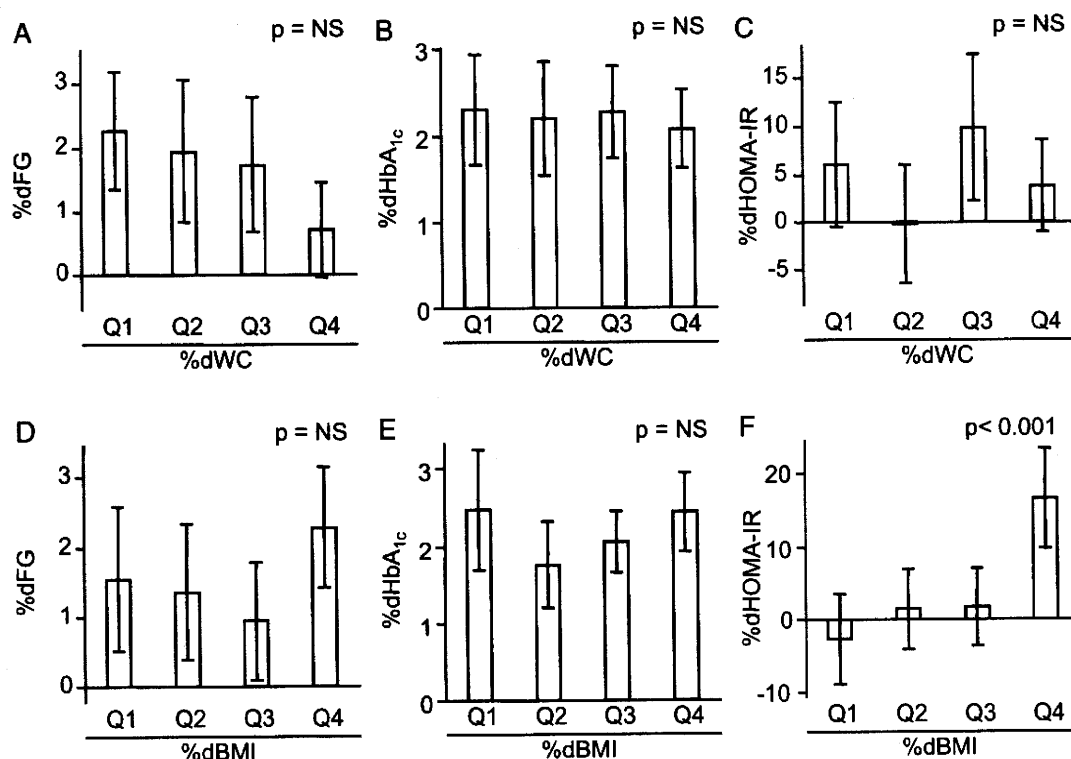 A
p = NS
%dFG
3
2
1
0
Q1 Q2 Q3 Q4
%dWC
B
p = NS
%dHbA1c
3
2
1
0
Q1 Q2 Q3 Q4
%dWC
C
p = NS
%dHOMA-IR
15
10
5
0
-5
Q1 Q2 Q3 Q4
%dWC
D
p = NS
%dFG
3
2
1
0
Q1 Q2 Q3 Q4
%dBMI
E
p = NS
%dHbA1c
3
2
1
0
Q1 Q2 Q3 Q4
%dBMI
F
p< 0.001
%dHOMA-IR
20
10
0
-10
Q1 Q2 Q3 Q4
%dBMI